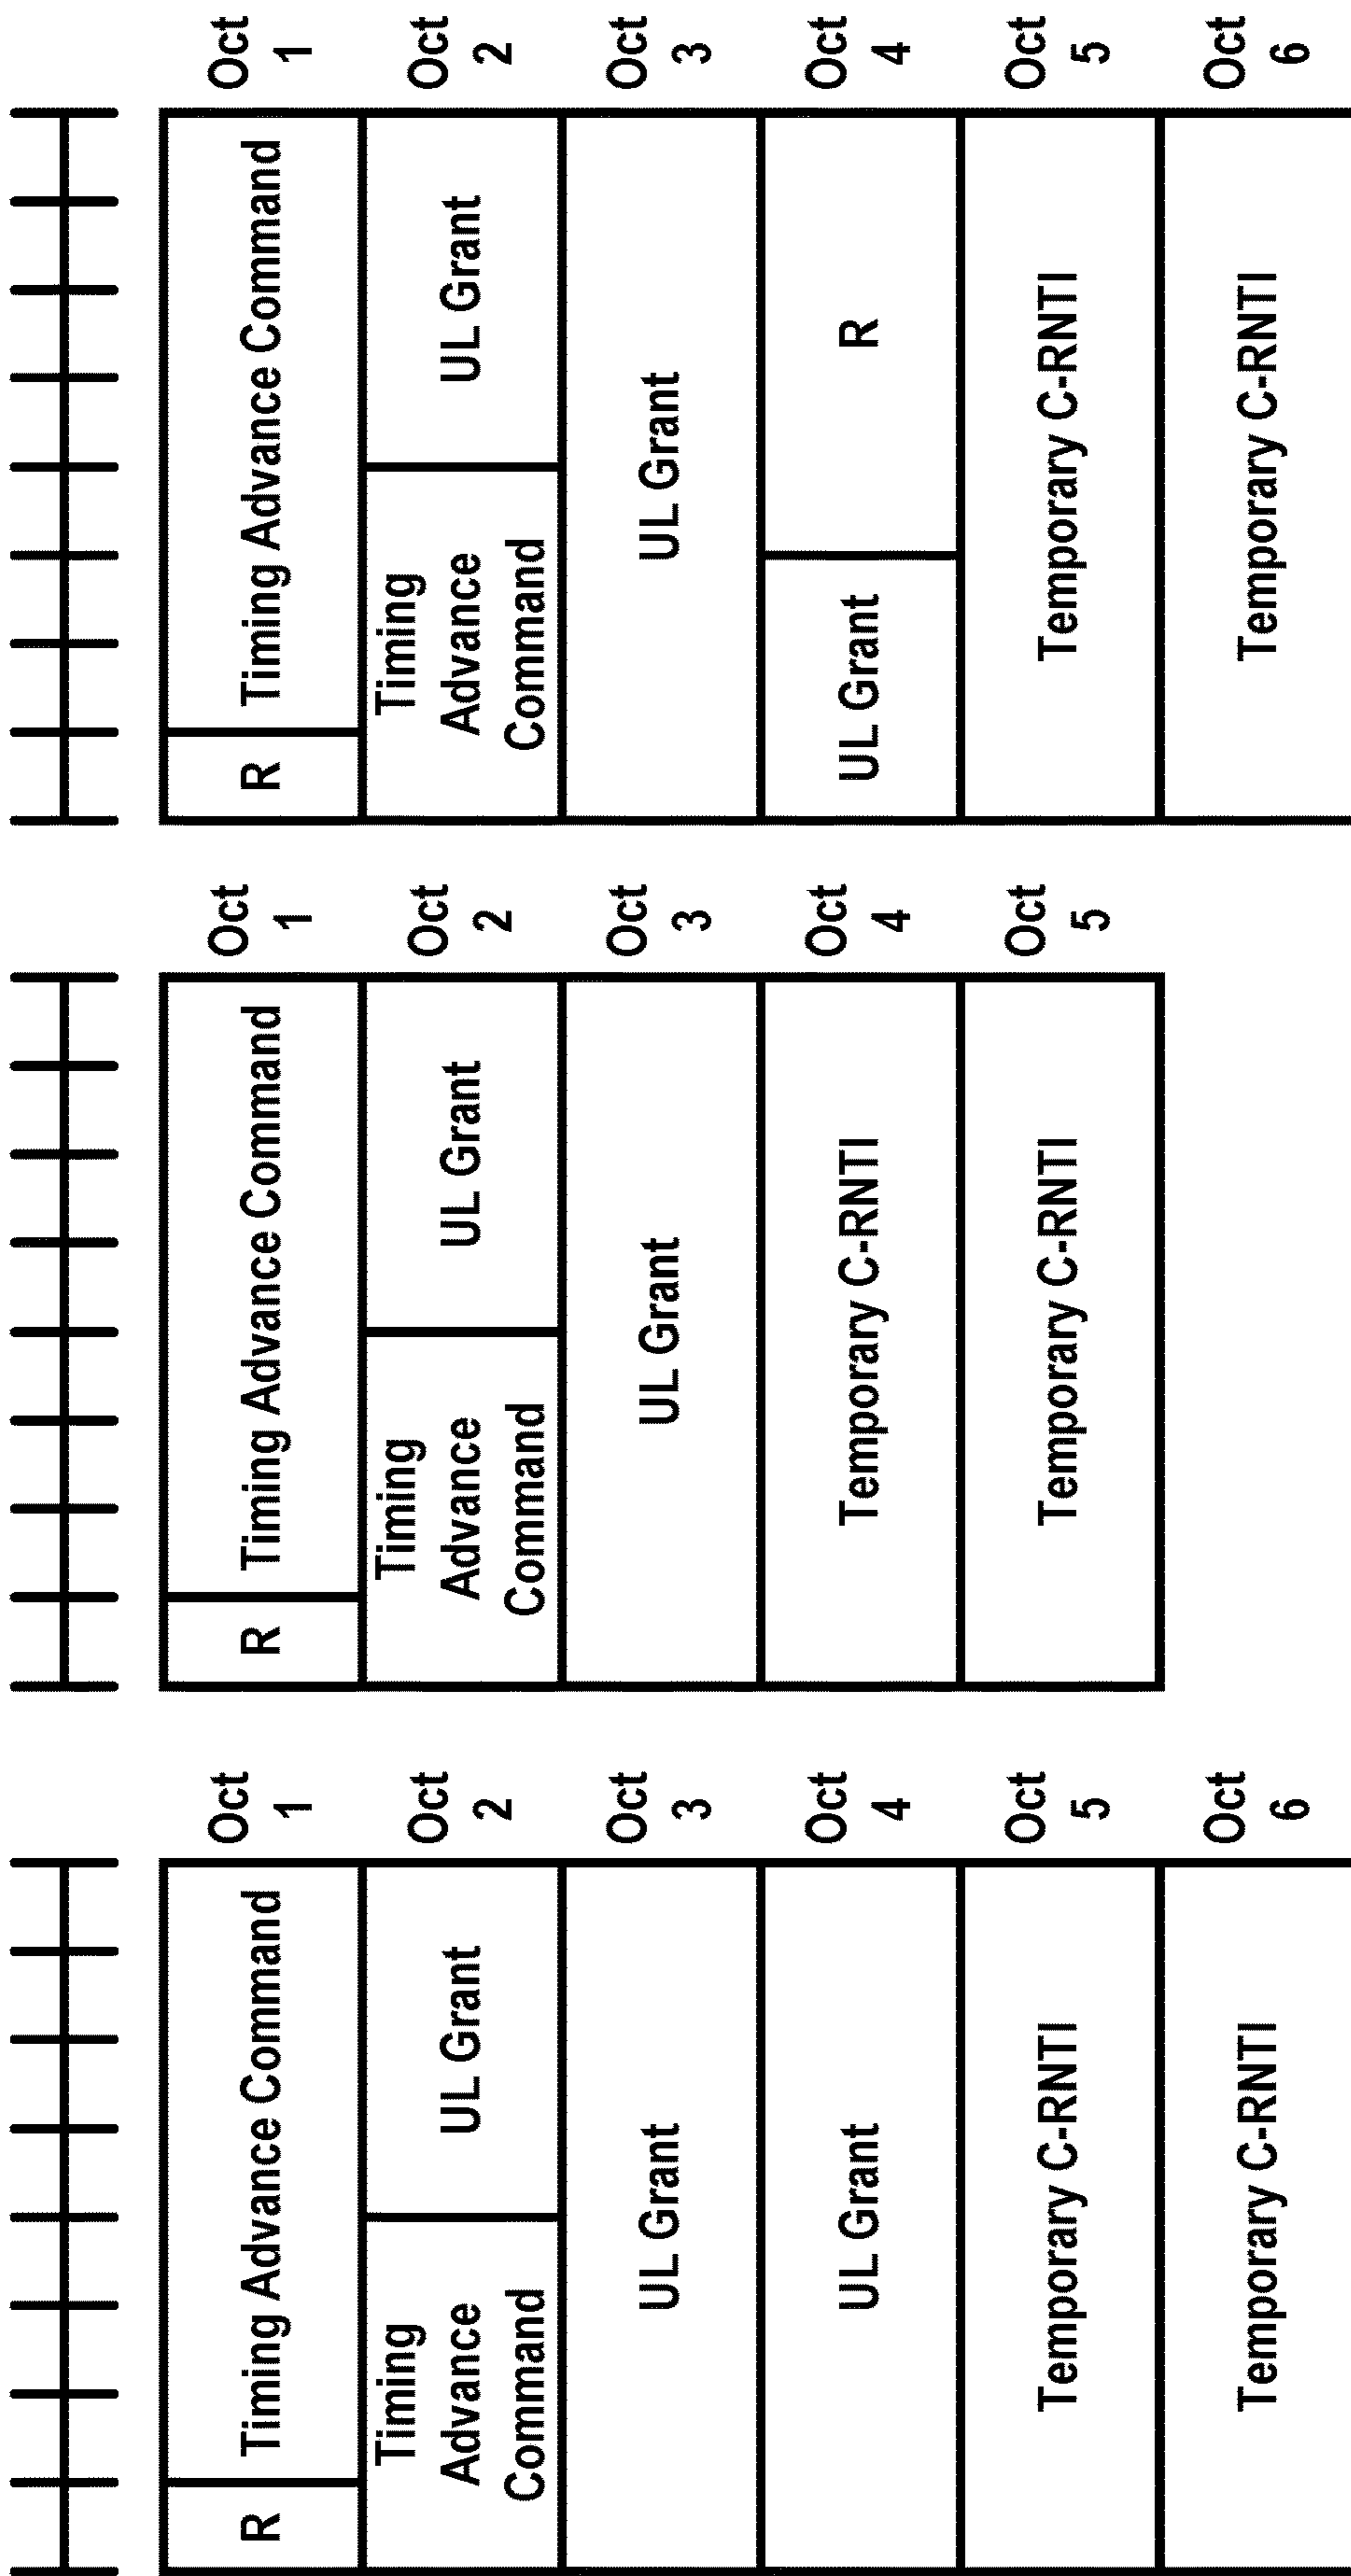 R
Timing Advance Command
Oct
1
Timing
Advance
Command
UL Grant
Oct
2
UL Grant
Oct
3
UL Grant
Oct
4
Temporary C-RNTI
Oct
5
Temporary C-RNTI
Oct
6
R
Timing Advance Command
Oct
1
Timing
Advance
Command
UL Grant
Oct
2
UL Grant
Oct
3
Temporary C-RNTI
Oct
4
Temporary C-RNTI
Oct
5
R
Timing Advance Command
Oct
1
Timing
Advance
Command
UL Grant
Oct
2
UL Grant
Oct
3
UL Grant
R
Oct
4
Temporary C-RNTI
Oct
5
Temporary C-RNTI
Oct
6